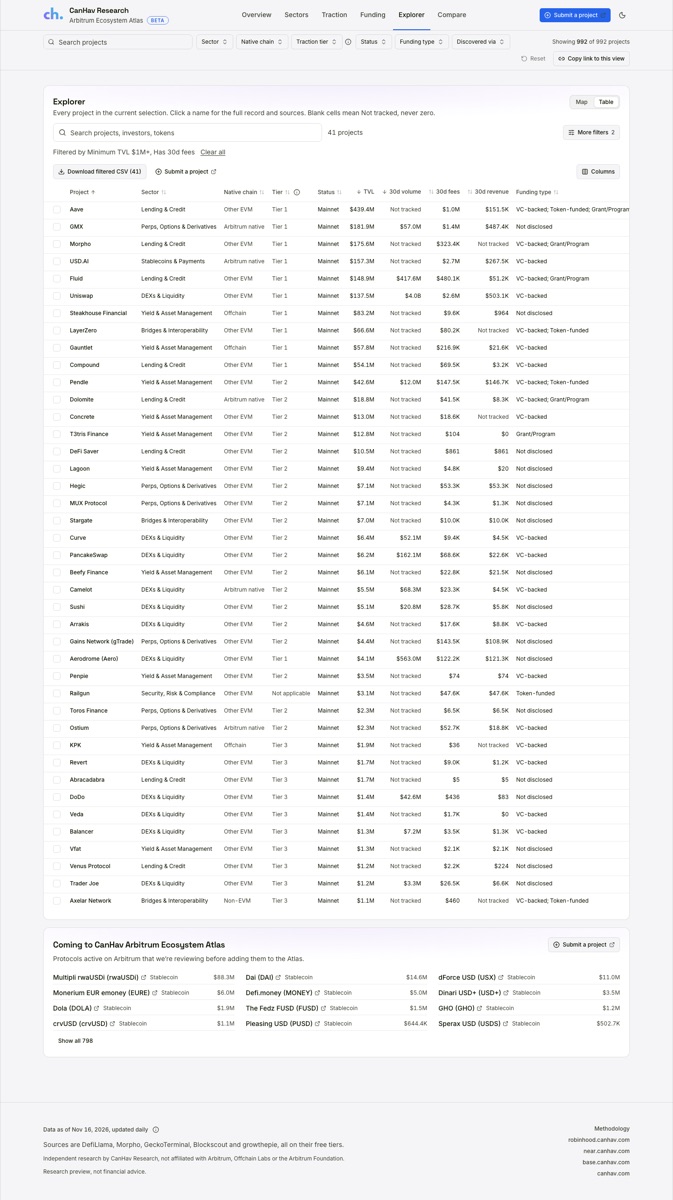 ch.
CanHav Research
Arbitrum Ecosystem Atlas BETA
Overview Sectors Traction Funding Explorer Compare
Submit a project
Search projects
Sector Native chain Traction tier Status Funding type Discovered via
Showing 992 of 992 projects
Reset Copy link to this view
Explorer
Every project in the current selection. Click a name for the full record and sources. Blank cells mean Not tracked, never zero.
Map Table
Search projects, investors, tokens
41 projects
More filters 2
Filtered by Minimum TVL $1M+, Has 30d fees Clear all
Download filtered CSV (41) Submit a project
Columns
Project Sector Native chain Tier Status TVL 30d volume 30d fees 30d revenue Funding type
Aave Lending & Credit Other EVM Tier 1 Mainnet $439.4M Not tracked $1.0M $151.5K VC-backed; Token-funded; Grant/Program
GMX Perps, Options & Derivatives Arbitrum native Tier 1 Mainnet $181.9M $57.0M $1.4M $487.4K Not disclosed
Morpho Lending & Credit Other EVM Tier 1 Mainnet $175.6M Not tracked $323.4K Not tracked VC-backed; Grant/Program
USD.AI Stablecoins & Payments Arbitrum native Tier 1 Mainnet $157.3M Not tracked $2.7M $267.5K VC-backed
Fluid Lending & Credit Other EVM Tier 1 Mainnet $148.9M $417.6M $480.1K $51.2K VC-backed; Grant/Program
Uniswap DEXs & Liquidity Other EVM Tier 1 Mainnet $137.5M $4.0B $2.6M $503.1K VC-backed
Steakhouse Financial Yield & Asset Management Offchain Tier 1 Mainnet $83.2M Not tracked $9.6K $964 Not disclosed
LayerZero Bridges & Interoperability Other EVM Tier 1 Mainnet $66.6M Not tracked $80.2K Not tracked VC-backed; Token-funded
Gauntlet Yield & Asset Management Offchain Tier 1 Mainnet $57.8M Not tracked $216.9K $21.6K VC-backed
Compound Lending & Credit Other EVM Tier 1 Mainnet $54.1M Not tracked $69.5K $3.2K VC-backed
Pendle Yield & Asset Management Other EVM Tier 2 Mainnet $42.6M $12.0M $147.5K $146.7K VC-backed; Token-funded
Dolomite Lending & Credit Arbitrum native Tier 2 Mainnet $18.8M Not tracked $41.5K $8.3K VC-backed; Grant/Program
Concrete Yield & Asset Management Other EVM Tier 2 Mainnet $13.0M Not tracked $18.6K Not tracked VC-backed
T3tris Finance Yield & Asset Management Other EVM Tier 2 Mainnet $12.8M Not tracked $104 $0 Grant/Program
DeFi Saver Lending & Credit Other EVM Tier 2 Mainnet $10.5M Not tracked $861 $861 Not disclosed
Lagoon Yield & Asset Management Other EVM Tier 2 Mainnet $9.4M Not tracked $4.8K $20 Not disclosed
Hegic Perps, Options & Derivatives Other EVM Tier 2 Mainnet $7.1M Not tracked $53.3K $53.3K Not disclosed
MUX Protocol Perps, Options & Derivatives Other EVM Tier 2 Mainnet $7.1M Not tracked $4.3K $1.3K Not disclosed
Stargate Bridges & Interoperability Other EVM Tier 2 Mainnet $7.0M Not tracked $10.0K $10.0K Not disclosed
Curve DEXs & Liquidity Other EVM Tier 2 Mainnet $6.4M $52.1M $9.4K $4.5K VC-backed
PancakeSwap DEXs & Liquidity Other EVM Tier 2 Mainnet $6.2M $162.1M $68.6K $22.6K VC-backed
Beefy Finance Yield & Asset Management Other EVM Tier 2 Mainnet $6.1M Not tracked $22.8K $21.5K Not disclosed
Camelot DEXs & Liquidity Arbitrum native Tier 2 Mainnet $5.5M $68.3M $23.3K $4.5K VC-backed
Sushi DEXs & Liquidity Other EVM Tier 2 Mainnet $5.1M $20.8M $28.7K $5.8K Not disclosed
Arrakis DEXs & Liquidity Other EVM Tier 2 Mainnet $4.6M Not tracked $17.6K $8.8K VC-backed
Gains Network (gTrade) Perps, Options & Derivatives Other EVM Tier 2 Mainnet $4.4M Not tracked $143.5K $108.9K Not disclosed
Aerodrome (Aero) DEXs & Liquidity Other EVM Tier 1 Mainnet $4.1M $563.0M $122.2K $121.3K Not disclosed
Penpie Yield & Asset Management Other EVM Tier 2 Mainnet $3.5M Not tracked $74 $74 VC-backed
Railgun Security, Risk & Compliance Other EVM Not applicable Mainnet $3.1M Not tracked $47.6K $47.6K Token-funded
Toros Finance Perps, Options & Derivatives Other EVM Tier 2 Mainnet $2.3M Not tracked $6.5K $6.5K Not disclosed
Ostium Perps, Options & Derivatives Arbitrum native Tier 2 Mainnet $2.3M Not tracked $52.7K $18.8K VC-backed
KPK Yield & Asset Management Offchain Tier 3 Mainnet $1.9M Not tracked $36 Not tracked VC-backed
Revert DEXs & Liquidity Other EVM Tier 3 Mainnet $1.7M Not tracked $9.0K $1.2K VC-backed
Abracadabra Lending & Credit Other EVM Tier 3 Mainnet $1.7M Not tracked $5 $5 Not disclosed
DoDo DEXs & Liquidity Other EVM Tier 3 Mainnet $1.4M $42.6M $436 $83 Not disclosed
Veda DEXs & Liquidity Other EVM Tier 3 Mainnet $1.4M Not tracked $1.7K $0 VC-backed
Balancer DEXs & Liquidity Other EVM Tier 3 Mainnet $1.3M $7.2M $3.5K $1.3K VC-backed
Vfat Yield & Asset Management Other EVM Tier 3 Mainnet $1.3M Not tracked $2.1K $2.1K Not disclosed
Venus Protocol Lending & Credit Other EVM Tier 3 Mainnet $1.2M Not tracked $2.2K $224 Not disclosed
Trader Joe DEXs & Liquidity Other EVM Tier 3 Mainnet $1.2M $3.3M $26.5K $6.6K Not disclosed
Axelar Network Bridges & Interoperability Non-EVM Tier 3 Mainnet $1.1M Not tracked $460 Not tracked VC-backed; Token-funded
Coming to CanHav Arbitrum Ecosystem Atlas
Submit a project
Protocols active on Arbitrum that we're reviewing before adding them to the Atlas.
Multipli rwaUSDi (rwaUSDi) Stablecoin $88.3M Dai (DAI) Stablecoin $14.6M dForce USD (USX) Stablecoin $11.0M
Monerium EUR emoney (EURE) Stablecoin $6.0M Defi.money (MONEY) Stablecoin $5.0M Dinari USD+ (USD+) Stablecoin $3.5M
Dola (DOLA) Stablecoin $1.9M The Fedz FUSD (FUSD) Stablecoin $1.5M GHO (GHO) Stablecoin $1.2M
crvUSD (crvUSD) Stablecoin $1.1M Pleasing USD (PUSD) Stablecoin $644.4K Sperax USD (USDS) Stablecoin $502.7K
Show all 798
Data as of Nov 16, 2026, updated daily
Sources are DefiLlama, Morpho, GeckoTerminal, Blockscout and growthepie, all on their free tiers.
Independent research by CanHav Research, not affiliated with Arbitrum, Offchain Labs or the Arbitrum Foundation.
Research preview, not financial advice.
Methodology
robinhood.canhav.com
near.canhav.com
base.canhav.com
canhav.com